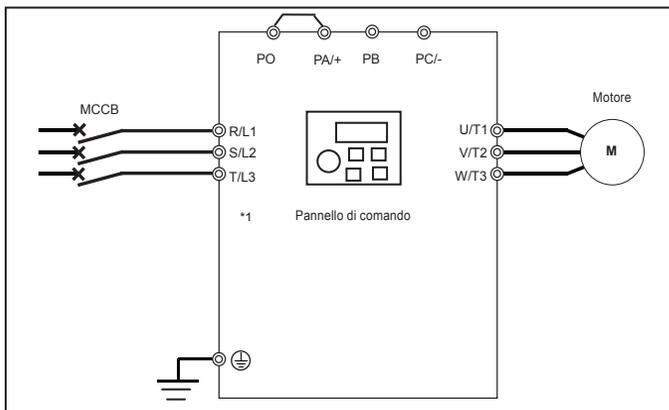 PO PA/+ PB PC/-
MCCB
Motore
R/L1
U/T1
S/L2
V/T2
M
T/L3
W/T3
*1
Pannello di comando